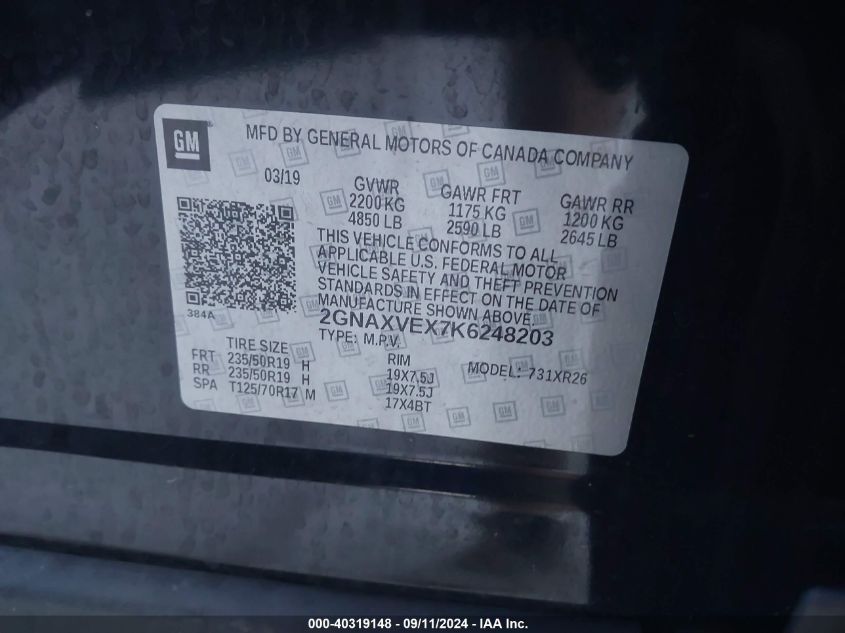 GM
MFD BY GENERAL MOTORS OF CANADA COMPANY
03/19
GVWR GAWR FRT GAWR RR
2200 KG 1175 KG 1200 KG
4850 LB 2590 LB 2645 LB
THIS VEHICLE CONFORMS TO ALL
APPLICABLE U.S. FEDERAL MOTOR
VEHICLE SAFETY AND THEFT PREVENTION
STANDARDS IN EFFECT ON THE DATE OF
MANUFACTURE SHOWN ABOVE.
384A
2GNAXVEX7K6248203
TYPE: M.P.V. MODEL: 731XR26
TIRE SIZE RIM
FRT 235/50R19 H 19X7.5J
RR 235/50R19 H 19X7.5J
SPA T125/70R17 M 17X4BT
000-40319148 - 09/11/2024 - IAA Inc.